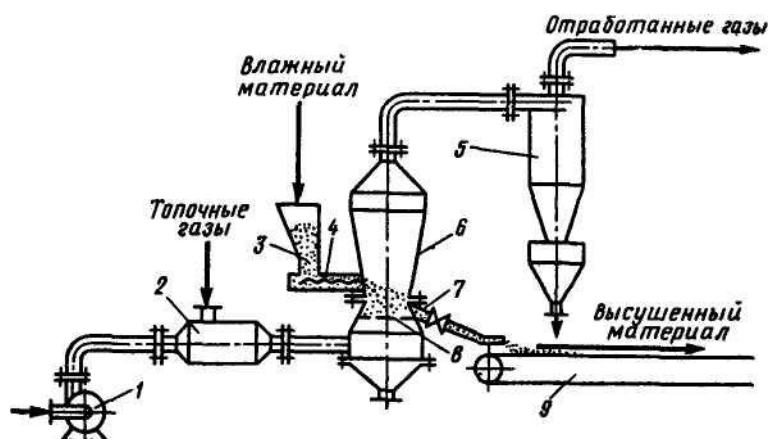 Отработанные газы
Влажный
материал
5
Топочные
газы
3
4
6
2
7
Высушенный
материал
8
1
9